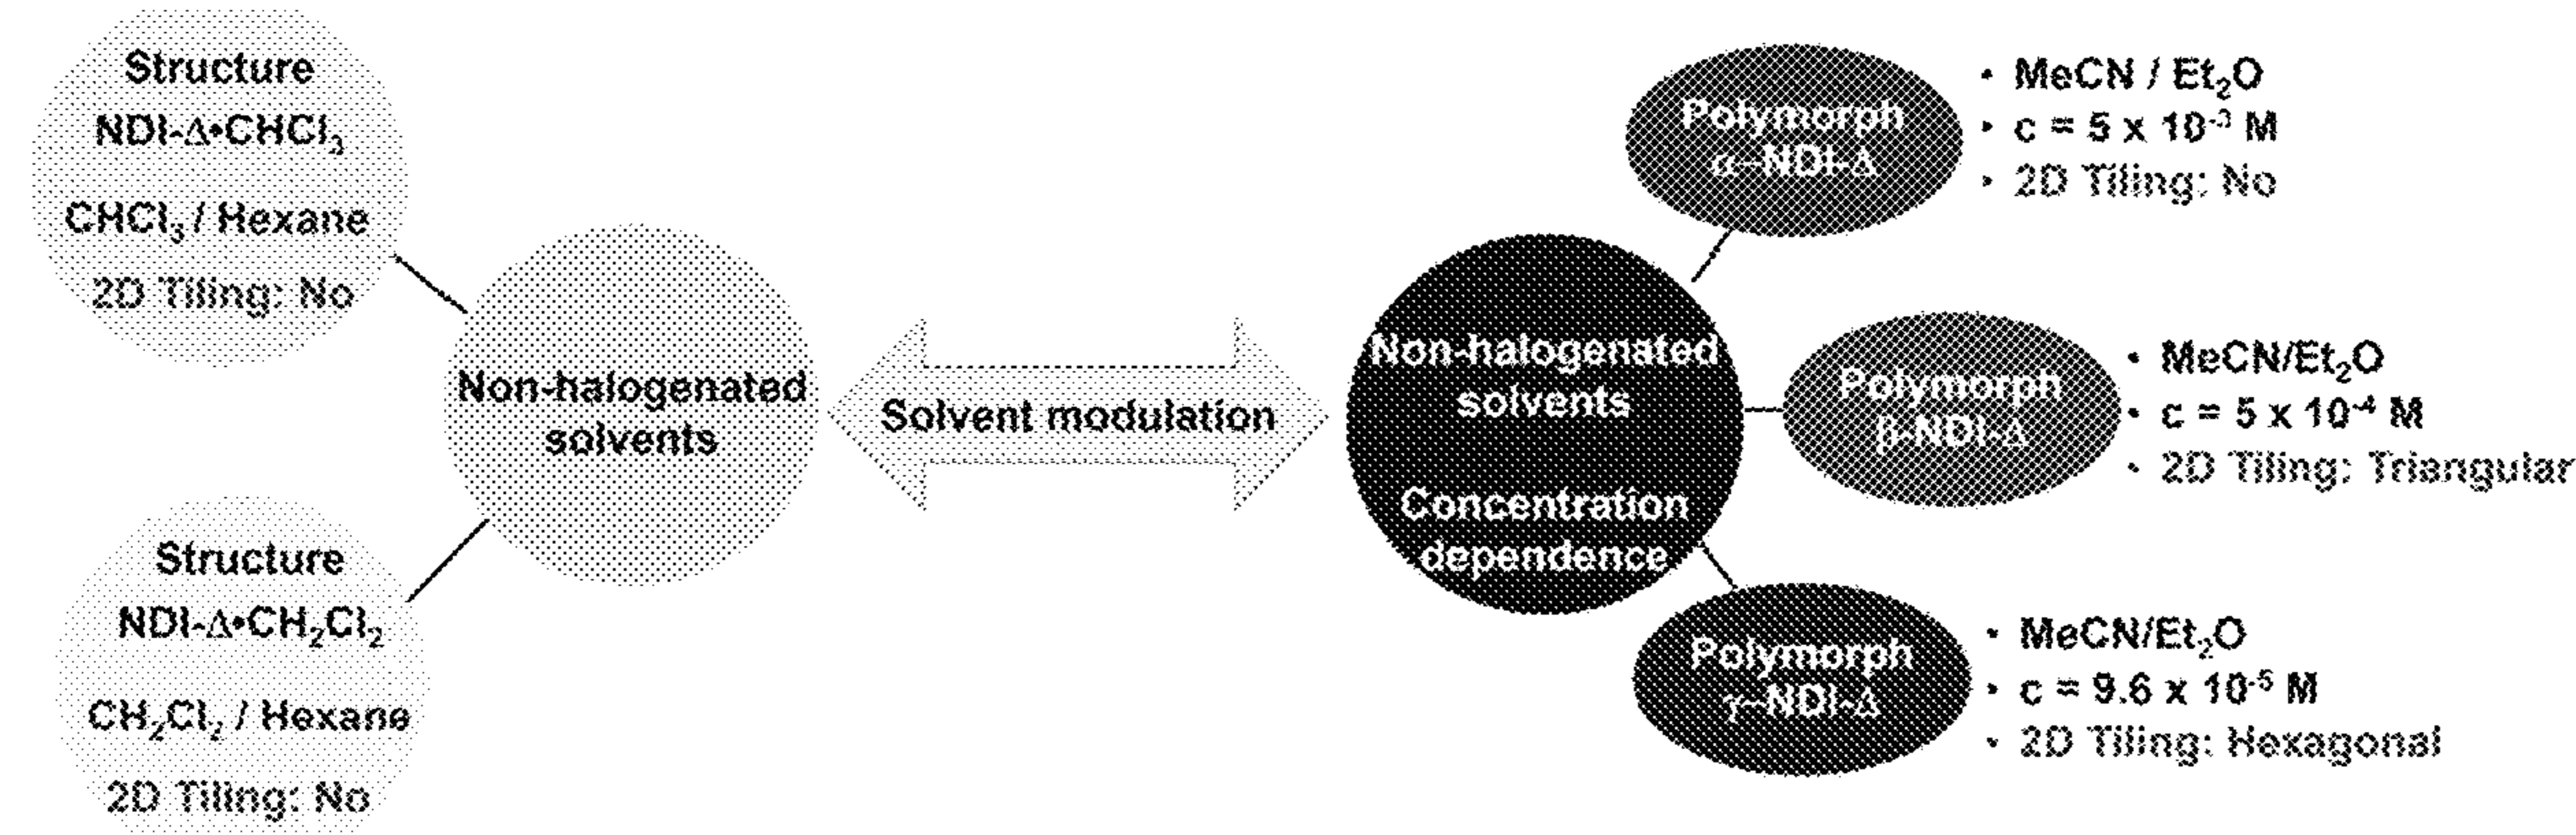 Structure
NDI-Δ•CHCl₃
CHCl₃ / Hexane
2D Tiling: No
Non-halogenated
solvents
Structure
NDI-Δ•CH₂Cl₂
CH₂Cl₂ / Hexane
2D Tiling: No
Solvent modulation
Non-halogenated
solvents
Concentration
dependence
Polymorph
α–NDI-Δ
• MeCN / Et₂O
• c = 5 x 10⁻³ M
• 2D Tiling: No
Polymorph
β-NDI-Δ
• MeCN/Et₂O
• c = 5 x 10⁻⁴ M
• 2D Tiling: Triangular
Polymorph
γ–NDI-Δ
• MeCN/Et₂O
• c = 9.6 x 10⁻⁵ M
• 2D Tiling: Hexagonal